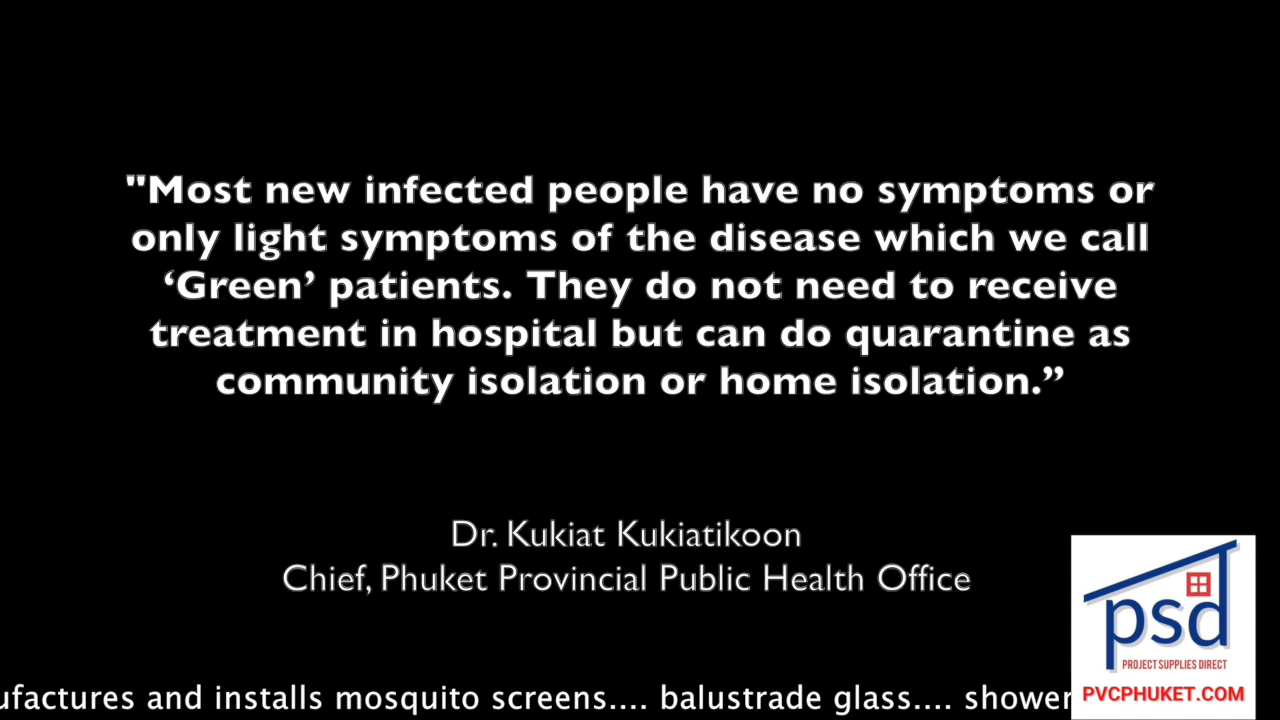 "Most new infected people have no symptoms or
only light symptoms of the disease which we call
‘Green’ patients. They do not need to receive
treatment in hospital but can do quarantine as
community isolation or home isolation.”
Dr. Kukiat Kukiatikoon
Chief, Phuket Provincial Public Health Office
psd
PROJECT SUPPLIES DIRECT
PVCPHUKET.COM
ufactures and installs mosquito screens.... balustrade glass.... shower